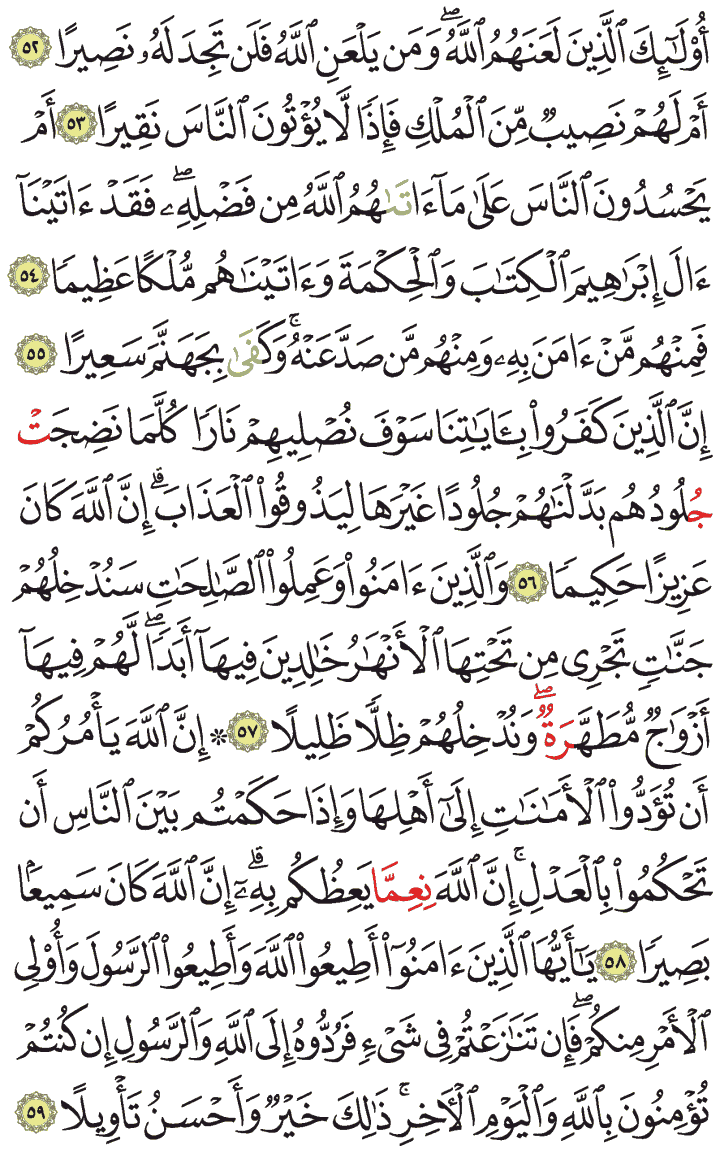 أُوْلَٰٓئِكَ ٱلَّذِينَ لَعَنَهُمُ ٱللَّهُۖ وَمَن يَلْعَنِ ٱللَّهُ فَلَن تَجِدَ لَهُۥ نَصِيرًا ٥٢
أَمْ لَهُمْ نَصِيبٞ مِّنَ ٱلْمُلْكِ فَإِذٗا لَّا يُؤْتُونَ ٱلنَّاسَ نَقِيرًا ٥٣ أَمْ
يَحْسُدُونَ ٱلنَّاسَ عَلَىٰ مَآ ءَاتَىٰهُمُ ٱللَّهُ مِن فَضْلِهِۦۖ فَقَدْ ءَاتَيْنَآ
ءَالَ إِبْرَٰهِيمَ ٱلْكِتَٰبَ وَٱلْحِكْمَةَ وَءَاتَيْنَٰهُم مُّلْكًا عَظِيمٗا ٥٤
فَمِنْهُم مَّنْ ءَامَنَ بِهِۦ وَمِنْهُم مَّن صَدَّ عَنْهُۚ وَكَفَىٰ بِجَهَنَّمَ سَعِيرًا ٥٥
إِنَّ ٱلَّذِينَ كَفَرُواْ بِـَٔايَٰتِنَا سَوْفَ نُصْلِيهِمْ نَارٗا كُلَّمَا نَضِجَتْ
جُلُودُهُم بَدَّلْنَٰهُمْ جُلُودًا غَيْرَهَا لِيَذُوقُواْ ٱلْعَذَابَۗ إِنَّ ٱللَّهَ كَانَ
عَزِيزًا حَكِيمٗا ٥٦ وَٱلَّذِينَ ءَامَنُواْ وَعَمِلُواْ ٱلصَّٰلِحَٰتِ سَنُدْخِلُهُمْ
جَنَّٰتٖ تَجْرِي مِن تَحْتِهَا ٱلْأَنْهَٰرُ خَٰلِدِينَ فِيهَآ أَبَدٗاۖ لَّهُمْ فِيهَآ
أَزْوَٰجٞ مُّطَهَّرَةٞۖ وَنُدْخِلُهُمْ ظِلّٗا ظَلِيلًا ٥٧ ۞ إِنَّ ٱللَّهَ يَأْمُرُكُمْ
أَن تُؤَدُّواْ ٱلْأَمَٰنَٰتِ إِلَىٰٓ أَهْلِهَا وَإِذَا حَكَمْتُم بَيْنَ ٱلنَّاسِ أَن
تَحْكُمُواْ بِٱلْعَدْلِۚ إِنَّ ٱللَّهَ نِعِمَّا يَعِظُكُم بِهِۦٓۗ إِنَّ ٱللَّهَ كَانَ سَمِيعَۢا
بَصِيرٗا ٥٨ يَٰٓأَيُّهَا ٱلَّذِينَ ءَامَنُوٓاْ أَطِيعُواْ ٱللَّهَ وَأَطِيعُواْ ٱلرَّسُولَ وَأُوْلِي
ٱلْأَمْرِ مِنكُمْۖ فَإِن تَنَٰزَعْتُمْ فِي شَيْءٖ فَرُدُّوهُ إِلَى ٱللَّهِ وَٱلرَّسُولِ إِن كُنتُمْ
تُؤْمِنُونَ بِٱللَّهِ وَٱلْيَوْمِ ٱلْأٓخِرِۚ ذَٰلِكَ خَيْرٞ وَأَحْسَنُ تَأْوِيلًا ٥٩